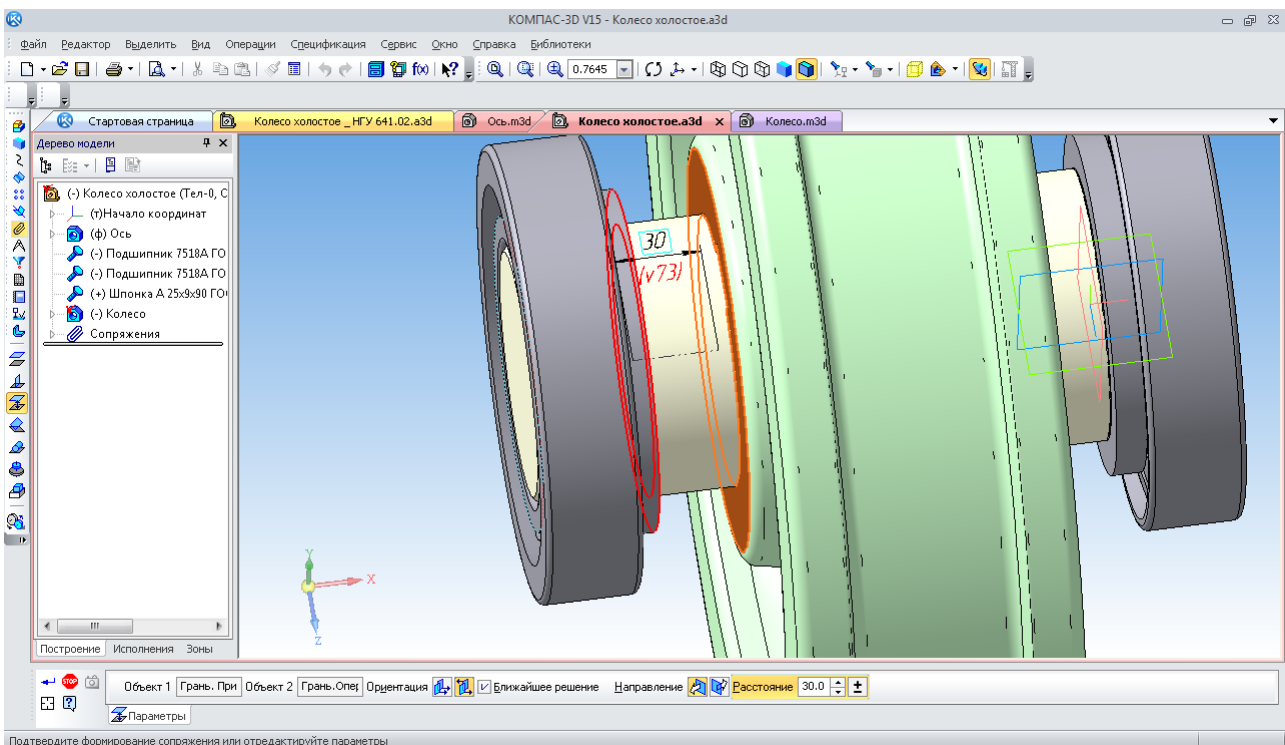 КОМПАС-3D V15 - Колесо холостое.a3d
Файл Редактор Выделить Вид Операции Спецификация Сервис Окно Справка Библиотеки
f(x) 0.7645
Стартовая страница Колесо холостое _ НГУ 641.02.a3d Ось.m3d Колесо холостое.a3d Колесо.m3d
Дерево модели
(-) Колесо холостое (Тел-0, С
(т)Начало координат
(ф) Ось
(-) Подшипник 7518А ГО
(-) Подшипник 7518А ГО
(+) Шпонка А 25х9х90 ГО
(-) Колесо
Сопряжения
30
(v73)
Y
X
Z
Построение Исполнения Зоны
STOP Объект 1 Грань. При Объект 2 Грань.Опер Ориентация Ближайшее решение Направление Расстояние 30.0
Параметры
Подтвердите формирование сопряжения или отредактируйте параметры